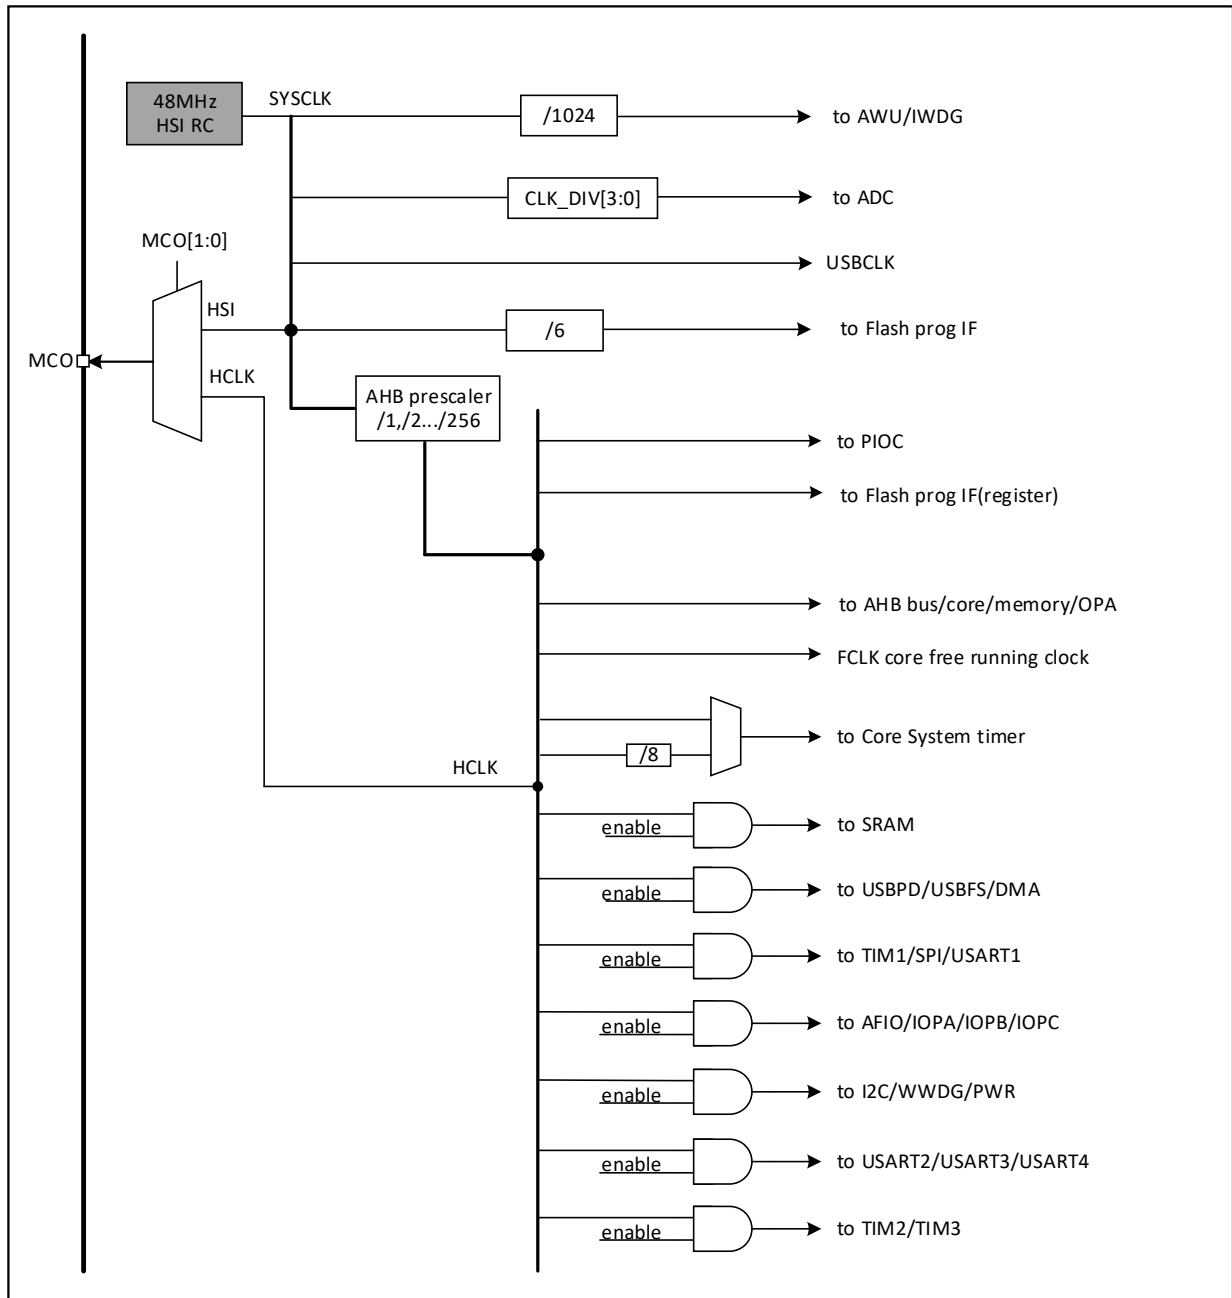 48MHz
HSI RC
SYSCLK
/1024
to AWU/IWDG
CLK_DIV[3:0]
to ADC
MCO[1:0]
USBCLK
HSI
/6
to Flash prog IF
MCO
HCLK
AHB prescaler
/1,/2.../256
to PIOC
to Flash prog IF(register)
to AHB bus/core/memory/OPA
FCLK core free running clock
to Core System timer
/8
HCLK
enable
to SRAM
enable
to USBPD/USBFS/DMA
enable
to TIM1/SPI/USART1
enable
to AFIO/IOPA/IOPB/IOPC
enable
to I2C/WWDG/PWR
enable
to USART2/USART3/USART4
enable
to TIM2/TIM3